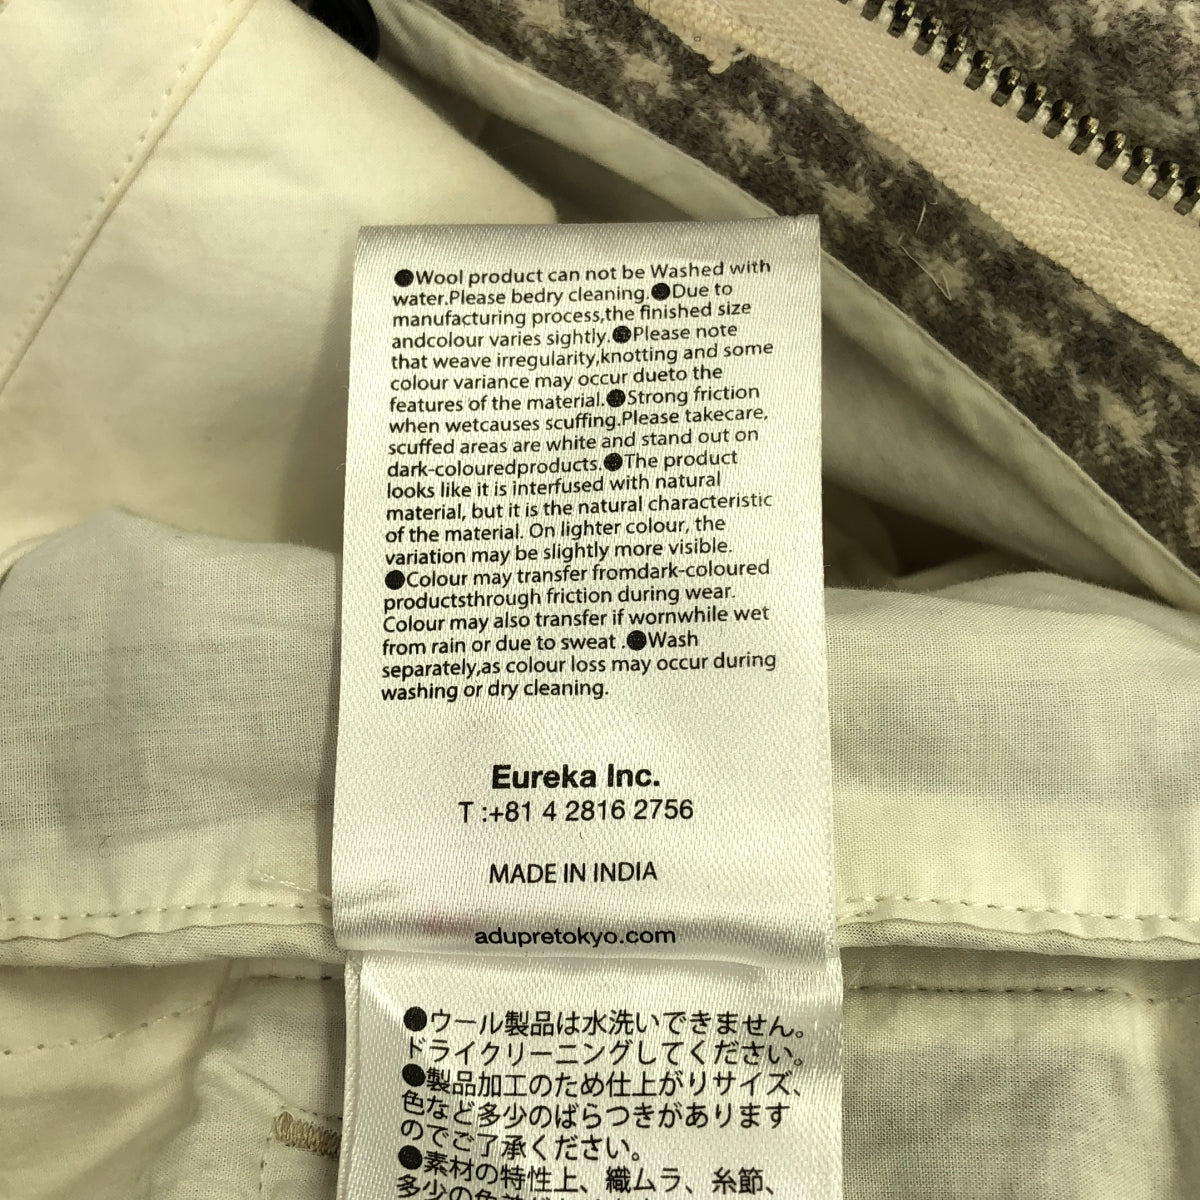 ●Wool product can not be Washed with
water.Please bedry cleaning.●Due to
manufacturing process,the finished size
andcolour varies sightly.●Please note
that weave irregularity,knotting and some
colour variance may occur dueto the
features of the material.●Strong friction
when wetcauses scuffing.Please takecare,
scuffed areas are white and stand out on
dark-colouredproducts.●The product
looks like it is interfused with natural
material, but it is the natural characteristic
of the material. On lighter colour, the
variation may be slightly more visible.
●Colour may transfer fromdark-coloured
productsthrough friction during wear.
Colour may also transfer if wornwhile wet
from rain or due to sweat .●Wash
separately,as colour loss may occur during
washing or dry cleaning.
Eureka Inc.
T :+81 4 2816 2756
MADE IN INDIA
adupretokyo.com
●ウール製品は水洗いできません。
ドライクリーニングしてください。
●製品加工のため仕上がりサイズ、
色など多少のばらつきがあります
のでご了承ください。
●素材の特性上、織ムラ、糸節、
多少の色